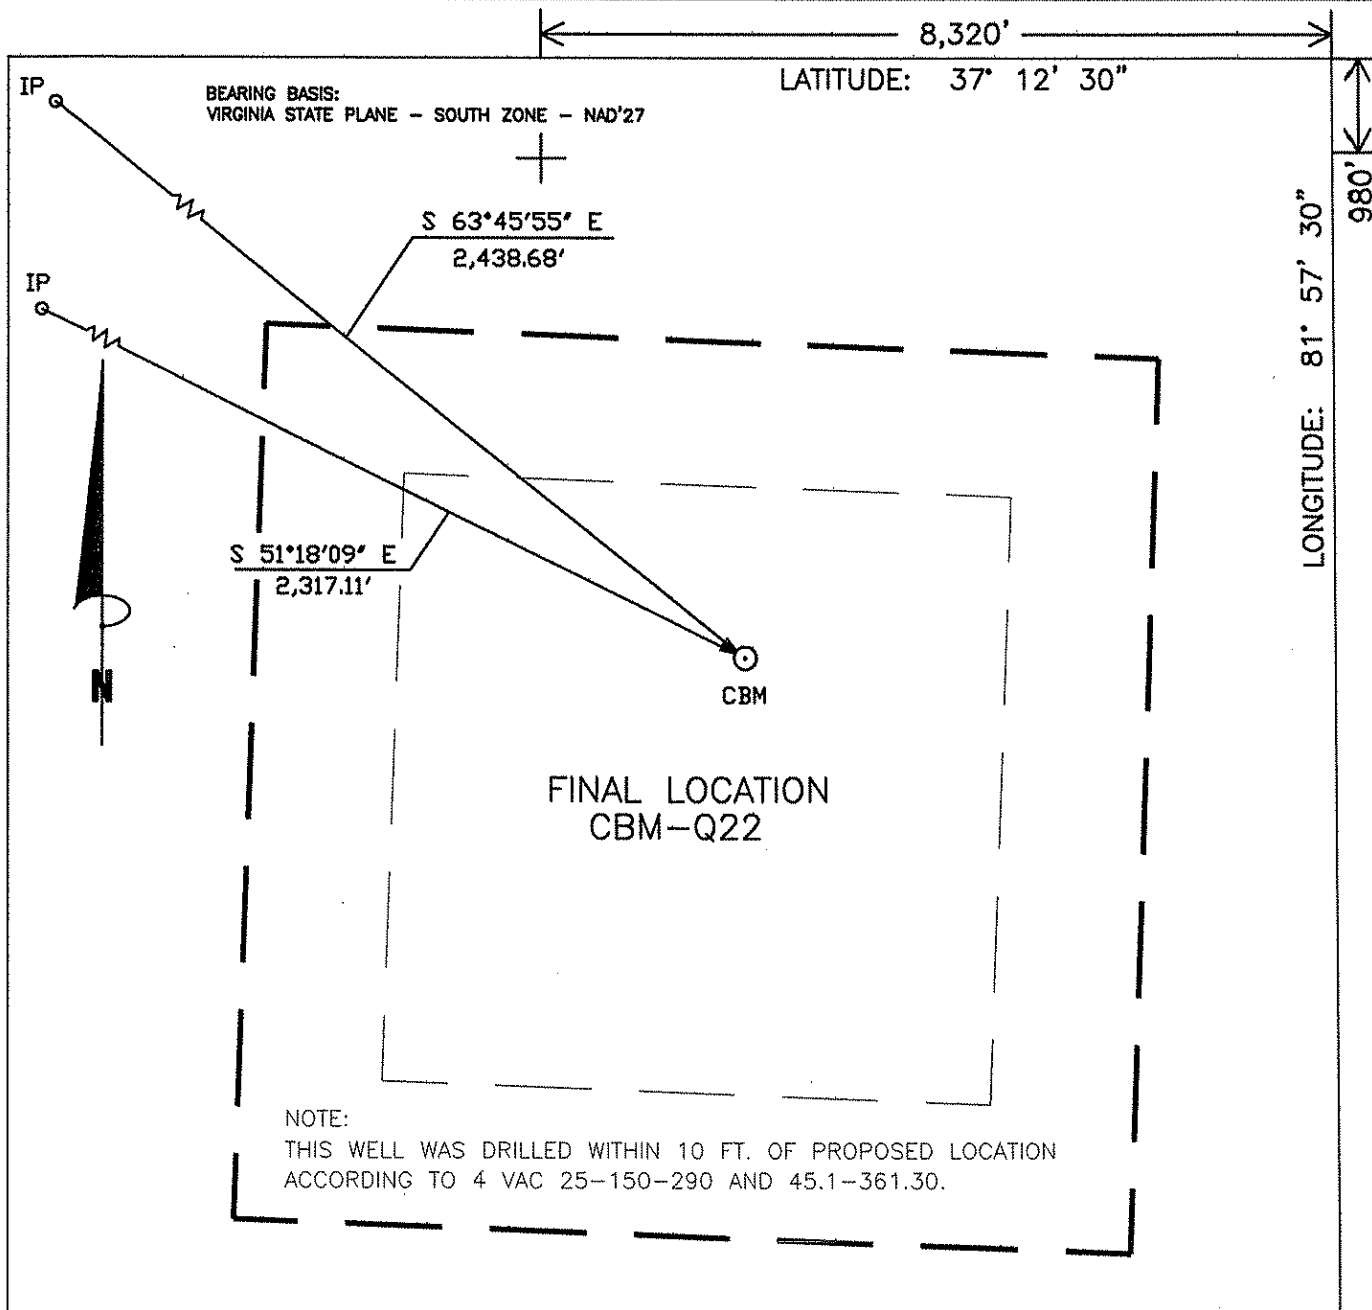 8,320'
LATITUDE: 37° 12' 30"
IP
BEARING BASIS:
VIRGINIA STATE PLANE - SOUTH ZONE - NAD'27
980'
S 63°45'55" E
2,438.68'
LONGITUDE: 81° 57' 30"
IP
S 51°18'09" E
2,317.11'
N
CBM
FINAL LOCATION
CBM-Q22
NOTE:
THIS WELL WAS DRILLED WITHIN 10 FT. OF PROPOSED LOCATION
ACCORDING TO 4 VAC 25-150-290 AND 45.1-361.30.